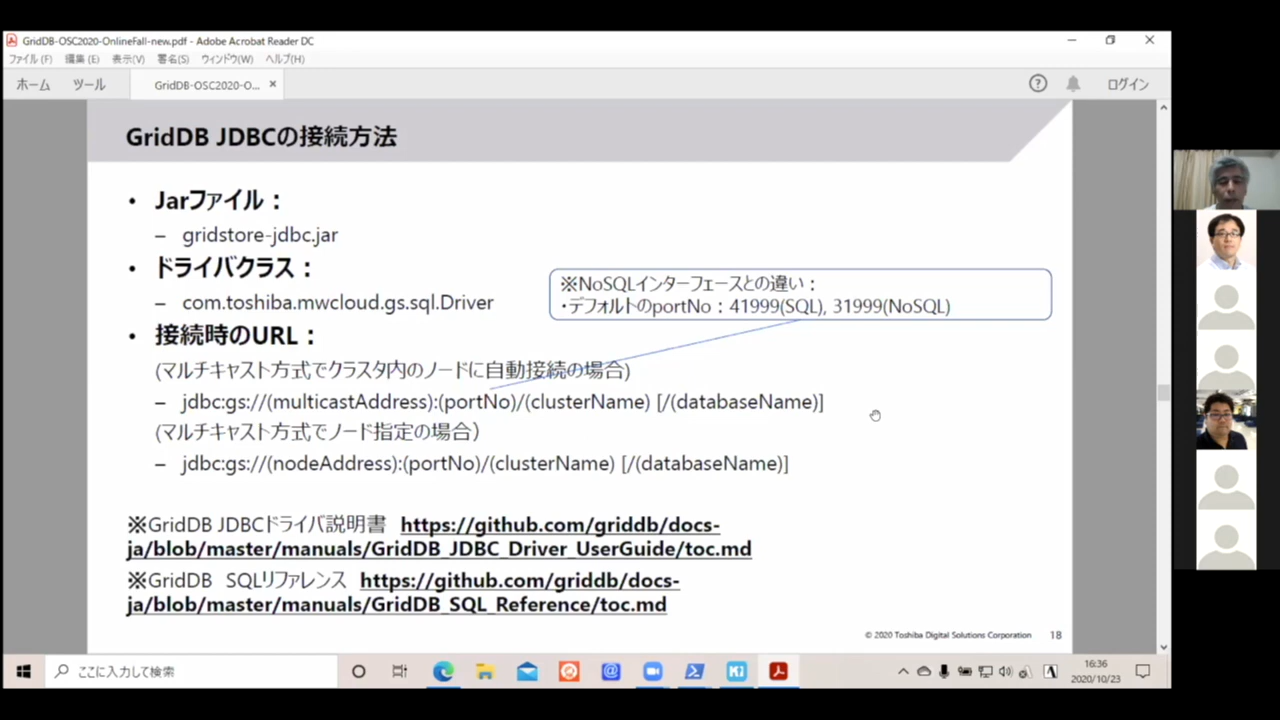 GridDB-OSC2020-OnlineFall-new.pdf - Adobe Acrobat Reader DC
ファイル(F) 編集(E) 表示(V) 署名(S) ウィンドウ(W) ヘルプ(H)
ホーム ツール GridDB-OSC2020-O... × ログイン
GridDB JDBCの接続方法
• Jarファイル：
– gridstore-jdbc.jar
• ドライバクラス：
– com.toshiba.mwcloud.gs.sql.Driver
※NoSQLインターフェースとの違い：
・デフォルトのportNo：41999(SQL), 31999(NoSQL)
• 接続時のURL：
(マルチキャスト方式でクラスタ内のノードに自動接続の場合)
– jdbc:gs://(multicastAddress):(portNo)/(clusterName) [/(databaseName)]
(マルチキャスト方式でノード指定の場合)
– jdbc:gs://(nodeAddress):(portNo)/(clusterName) [/(databaseName)]
※GridDB JDBCドライバ説明書 https://github.com/griddb/docs-
ja/blob/master/manuals/GridDB_JDBC_Driver_UserGuide/toc.md
※GridDB SQLリファレンス https://github.com/griddb/docs-
ja/blob/master/manuals/GridDB_SQL_Reference/toc.md
© 2020 Toshiba Digital Solutions Corporation 18
ここに入力して検索
A
16:36
2020/10/23